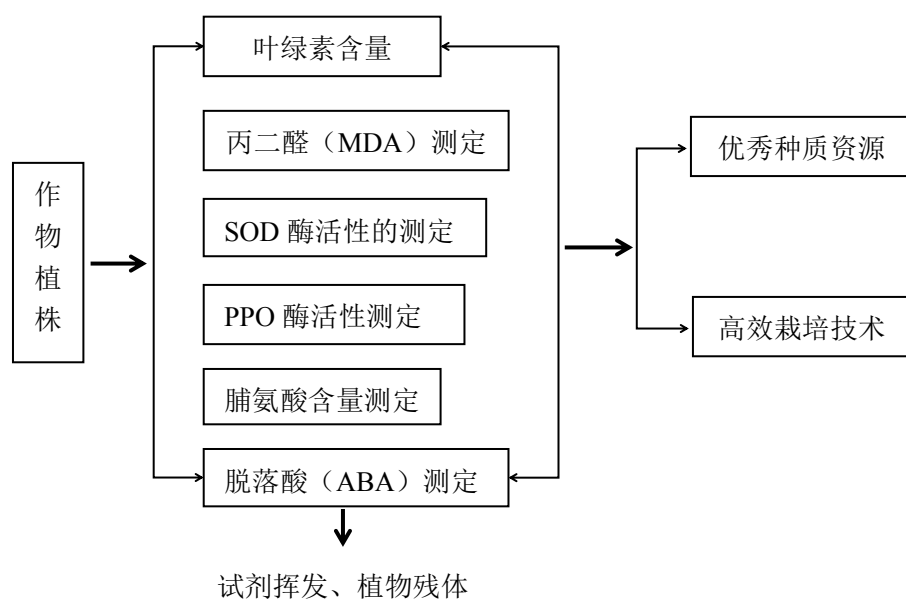 作
物
植
株
叶绿素含量
丙二醛（MDA）测定
SOD 酶活性的测定
PPO 酶活性测定
脯氨酸含量测定
脱落酸（ABA）测定
试剂挥发、植物残体
优秀种质资源
高效栽培技术